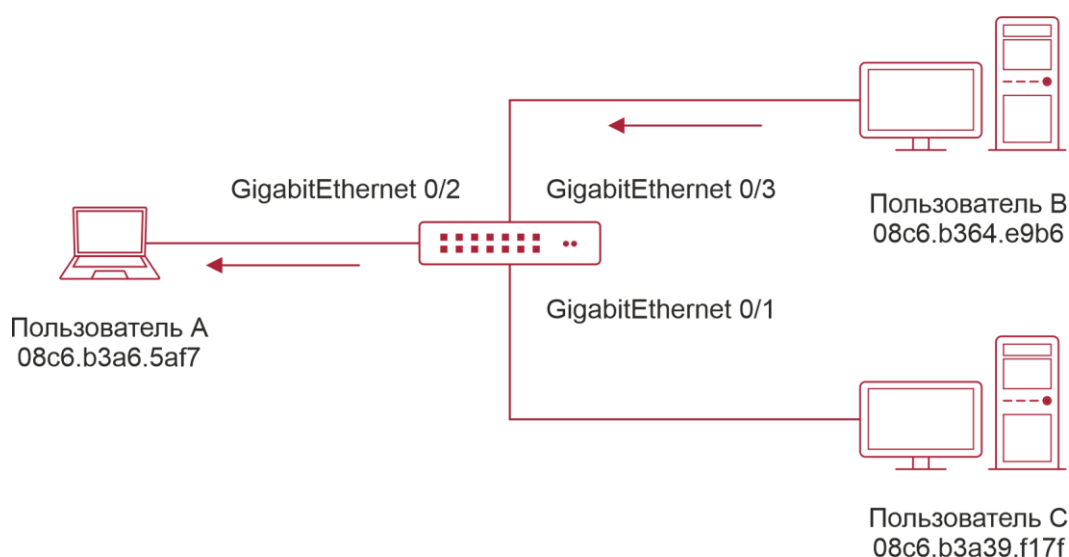 GigabitEthernet 0/2
GigabitEthernet 0/3
Пользователь B
08c6.b364.e9b6
GigabitEthernet 0/1
Пользователь A
08c6.b3a6.5af7
Пользователь C
08c6.b3a39.f17f